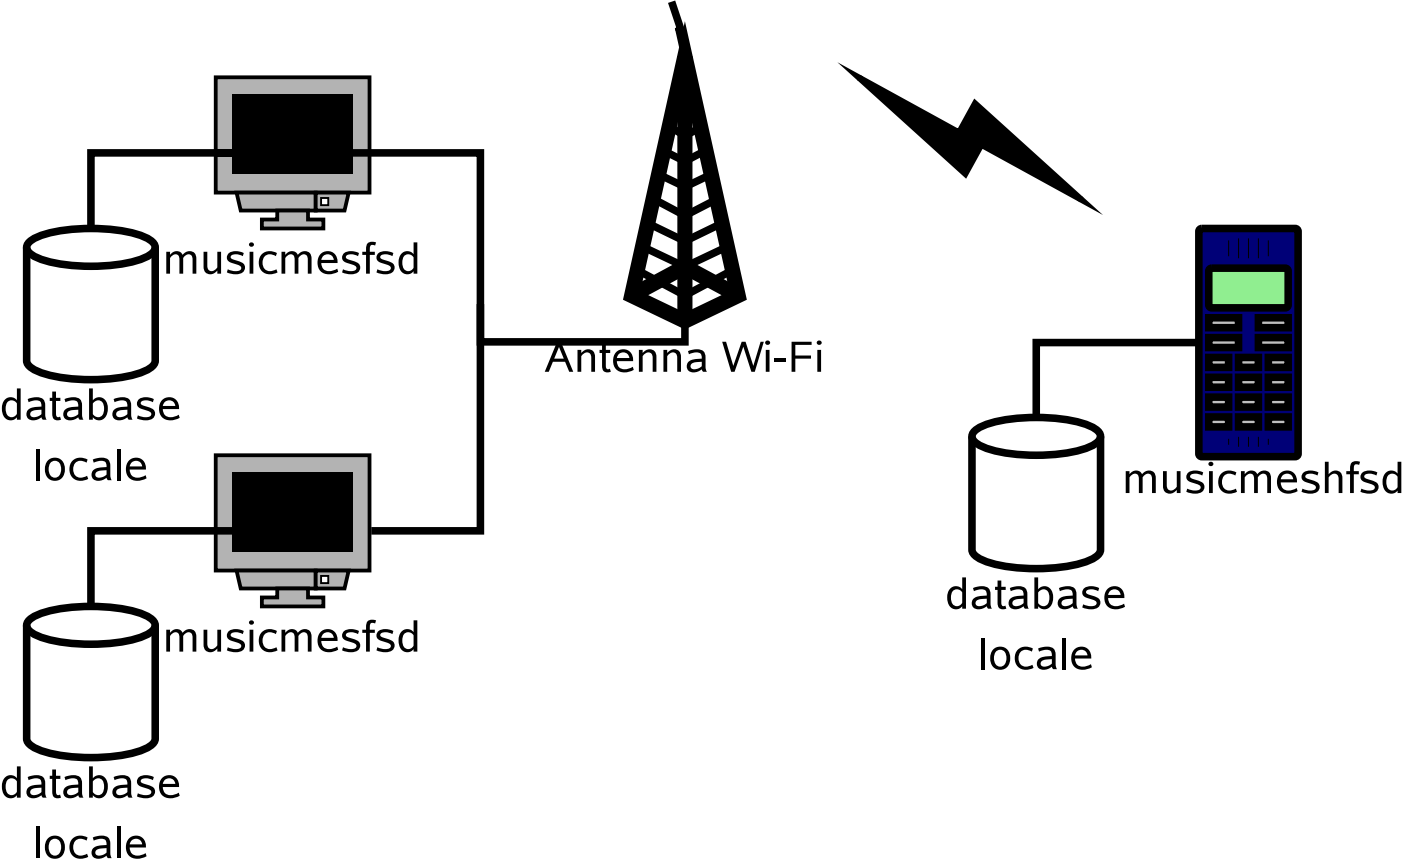 musicmesfsd
Antenna Wi-Fi
database
locale
musicmeshfsd
musicmesfsd
database
locale
database
locale